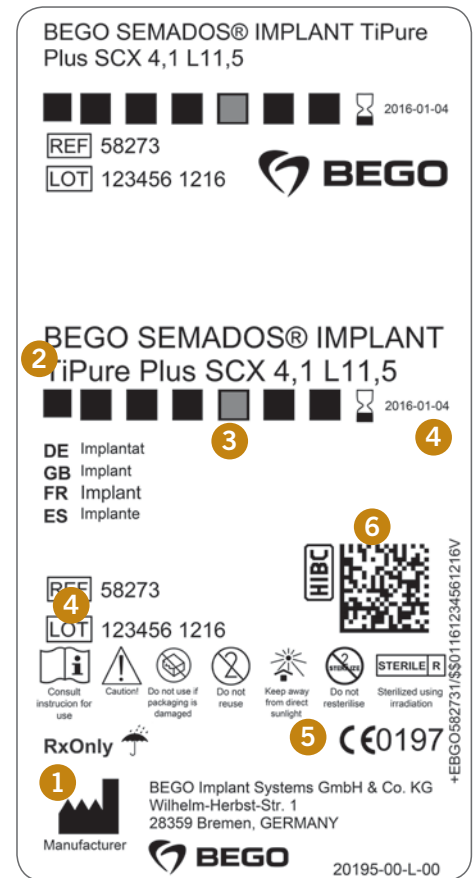 BEGO SEMADOS® IMPLANT TiPure
Plus SCX 4,1 L11,5
2016-01-04
REF 58273
LOT 123456 1216
BEGO
BEGO SEMADOS® IMPLANT
2
TiPure Plus SCX 4,1 L11,5
2016-01-04
3
4
DE Implantat
GB Implant
FR Implant
ES Implante
6
HIBC
REF 58273
4
LOT 123456 1216
+EBGO582731/$$01161234561216V
i
2
STERILIZE
STERILE R
Consult
instrucion for
use
Caution!
Do not use if
packaging is
damaged
Do not
reuse
Keep away
from direct
sunlight
Do not
resterilise
Sterilized using
irradiation
RxOnly
5
CE0197
1
Manufacturer
BEGO Implant Systems GmbH & Co. KG
Wilhelm-Herbst-Str. 1
28359 Bremen, GERMANY
BEGO
20195-00-L-00